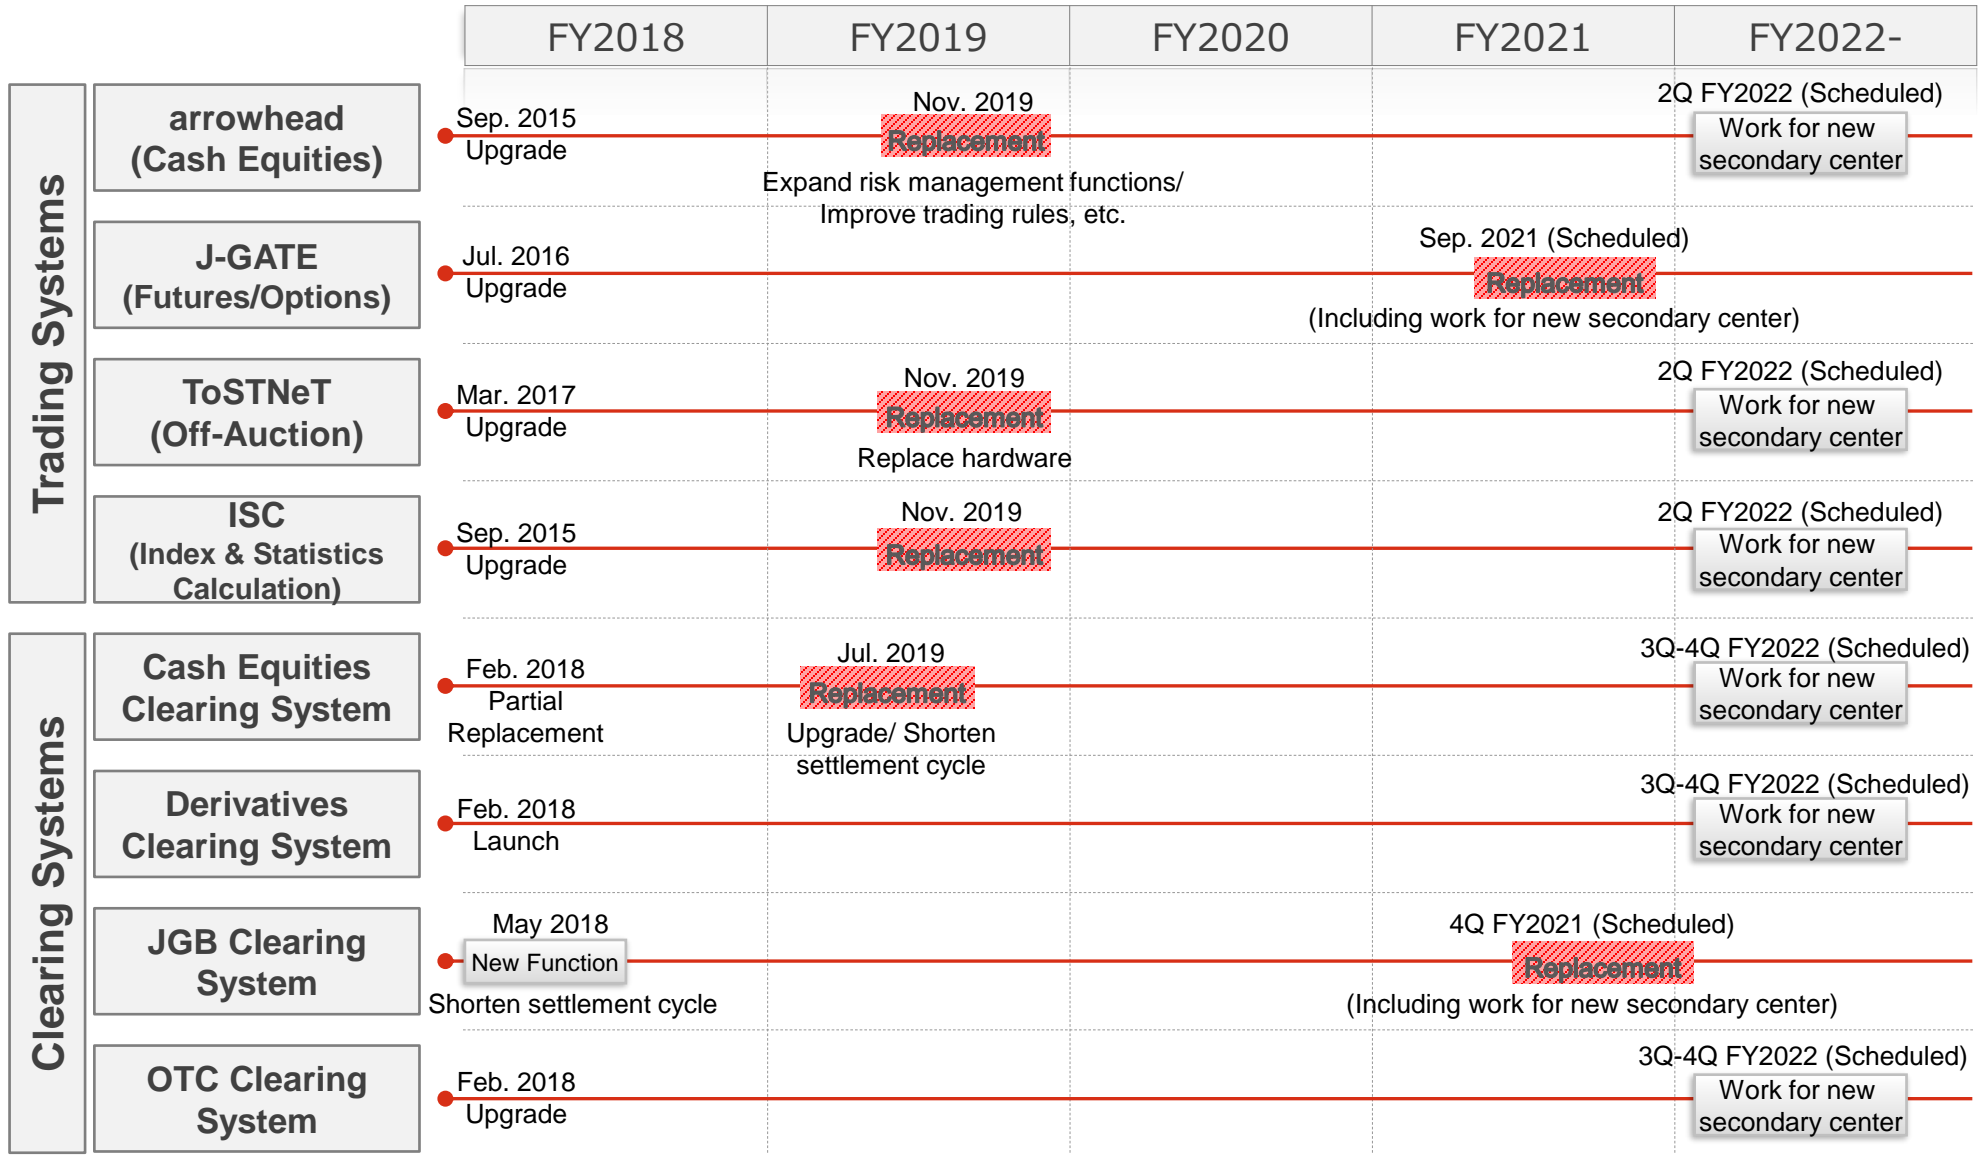 FY2018
FY2019
FY2020
FY2021
FY2022-
Trading Systems
arrowhead
(Cash Equities)
Sep. 2015
Upgrade
Nov. 2019
Replacement
Expand risk management functions/
Improve trading rules, etc.
2Q FY2022 (Scheduled)
Work for new
secondary center
J-GATE
(Futures/Options)
Jul. 2016
Upgrade
Sep. 2021 (Scheduled)
Replacement
(Including work for new secondary center)
ToSTNeT
(Off-Auction)
Mar. 2017
Upgrade
Nov. 2019
Replacement
Replace hardware
2Q FY2022 (Scheduled)
Work for new
secondary center
ISC
(Index & Statistics
Calculation)
Sep. 2015
Upgrade
Nov. 2019
Replacement
2Q FY2022 (Scheduled)
Work for new
secondary center
Clearing Systems
Cash Equities
Clearing System
Feb. 2018
Partial
Replacement
Jul. 2019
Replacement
Upgrade/ Shorten
settlement cycle
3Q-4Q FY2022 (Scheduled)
Work for new
secondary center
Derivatives
Clearing System
Feb. 2018
Launch
3Q-4Q FY2022 (Scheduled)
Work for new
secondary center
JGB Clearing
System
May 2018
New Function
Shorten settlement cycle
4Q FY2021 (Scheduled)
Replacement
(Including work for new secondary center)
OTC Clearing
System
Feb. 2018
Upgrade
3Q-4Q FY2022 (Scheduled)
Work for new
secondary center